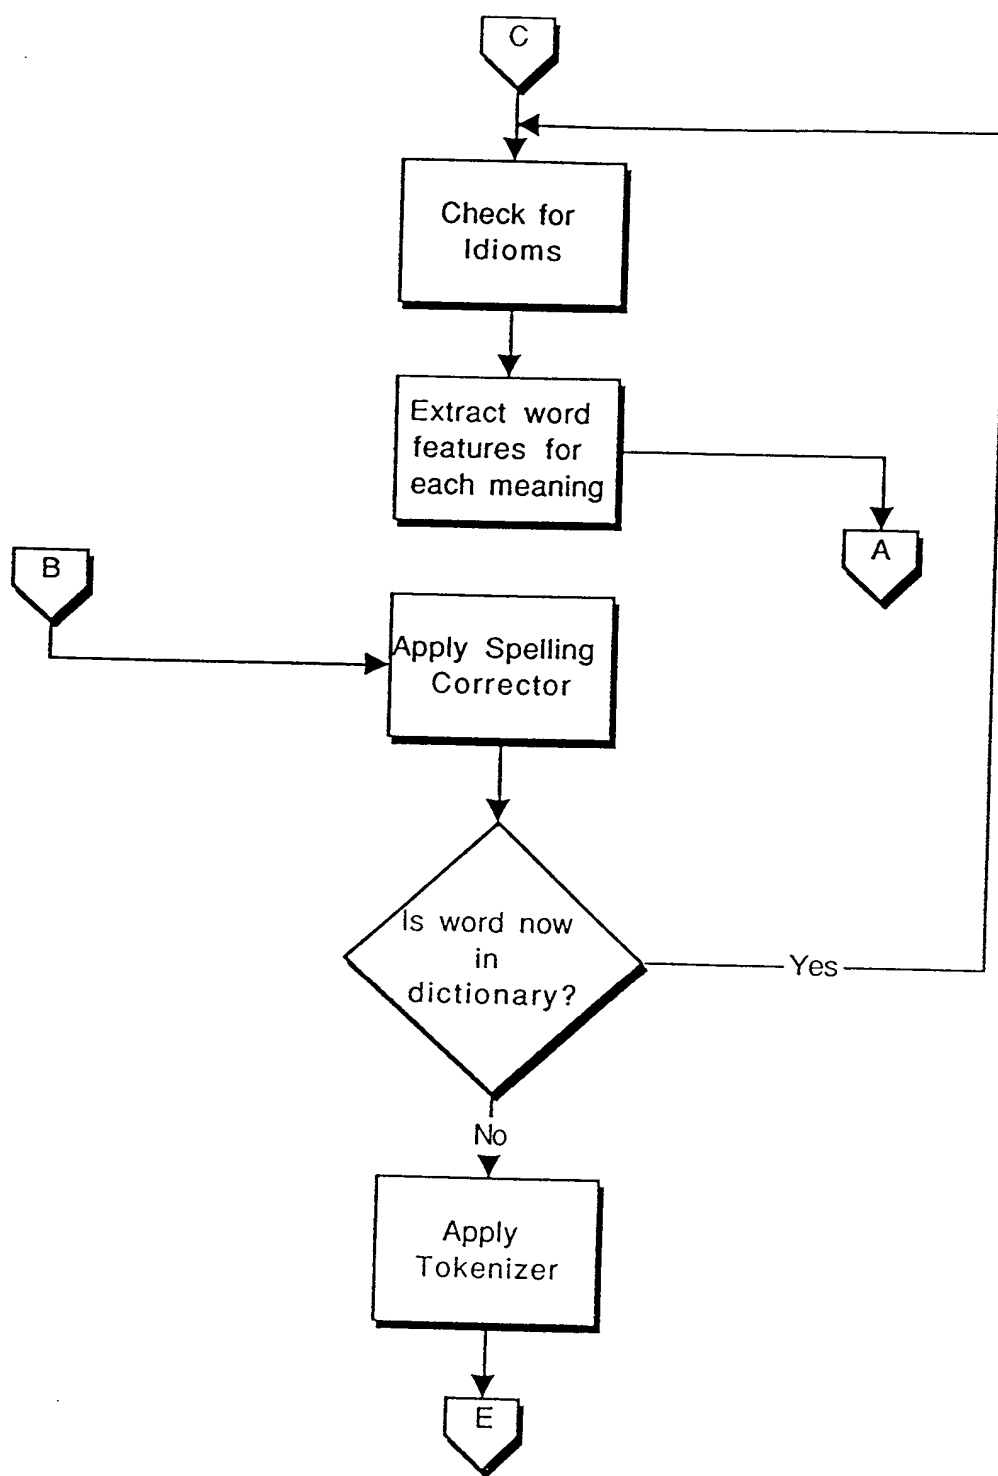 C
Check for
Idioms
Extract word
features for
each meaning
A
B
Apply Spelling
Corrector
Is word now
in
dictionary?
Yes
No
Apply
Tokenizer
E